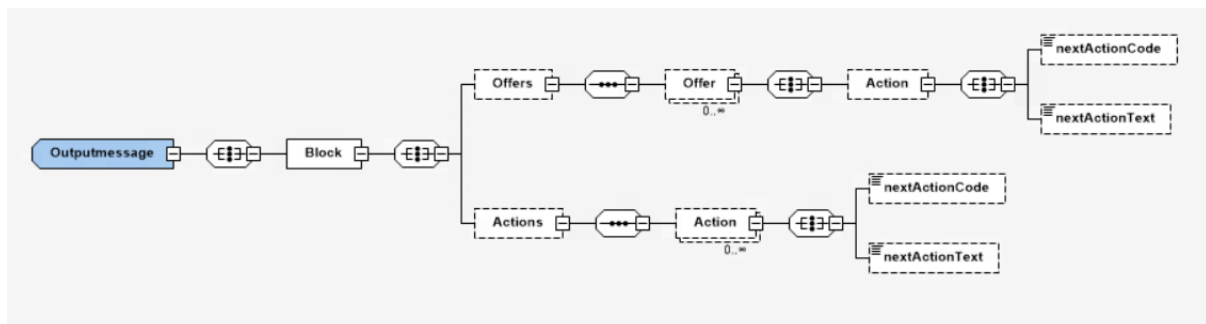 Outputmessage
Block
Offers
Offer
0..∞
Action
nextActionCode
nextActionText
Actions
Action
0..∞
nextActionCode
nextActionText